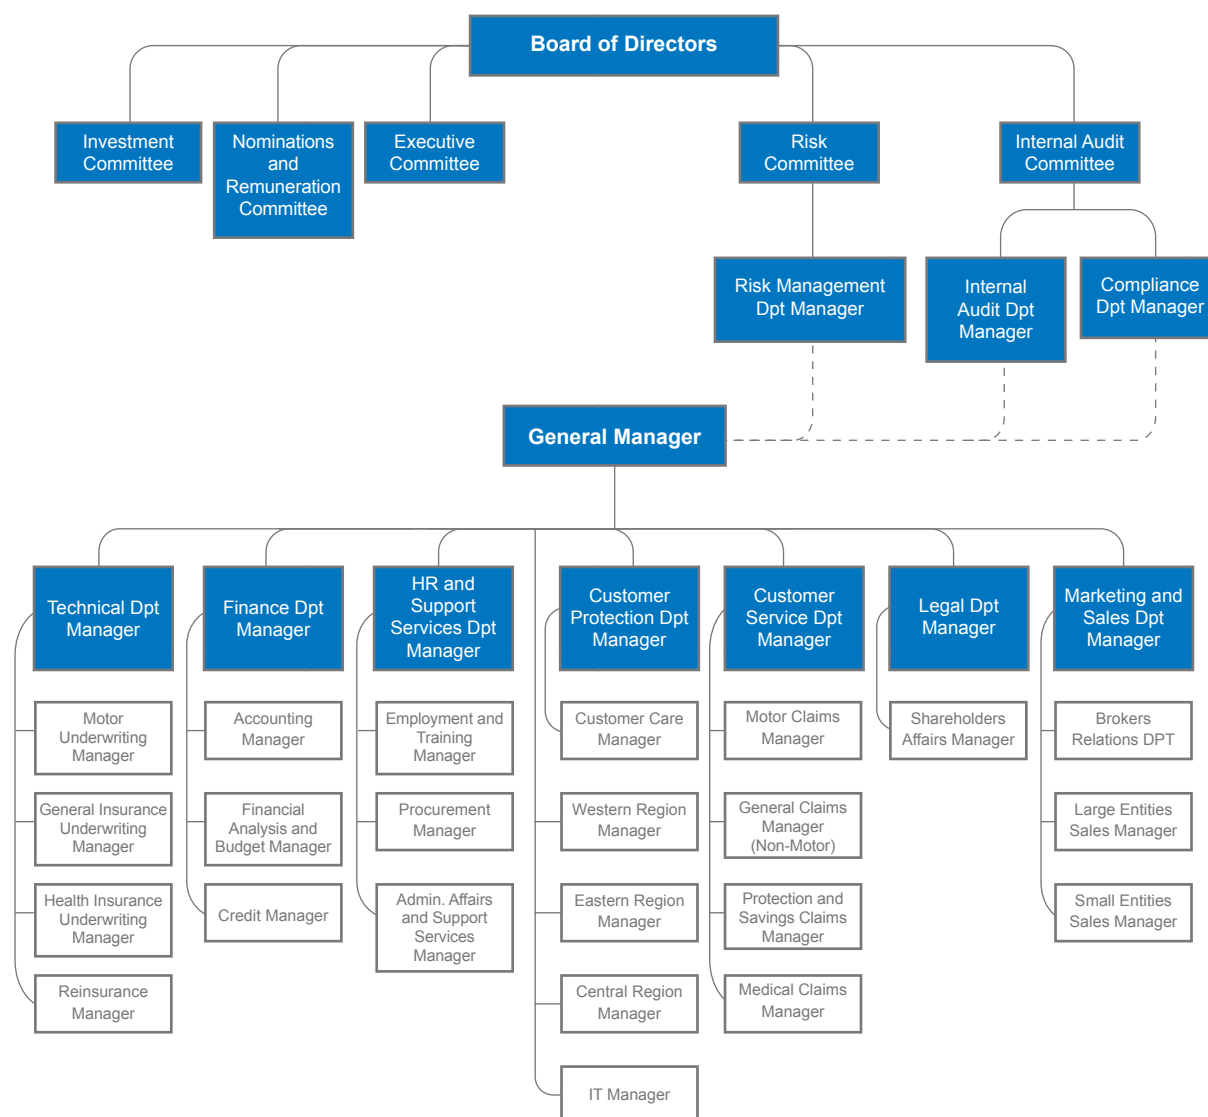 Board of Directors
Investment
Committee
Nominations
and
Remuneration
Committee
Executive
Committee
Risk
Committee
Internal Audit
Committee
Risk Management
Dpt Manager
Internal
Audit Dpt
Manager
Compliance
Dpt Manager
General Manager
Technical Dpt
Manager
Finance Dpt
Manager
HR and
Support
Services Dpt
Manager
Customer
Protection Dpt
Manager
Customer
Service Dpt
Manager
Legal Dpt
Manager
Marketing and
Sales Dpt
Manager
Motor
Underwriting
Manager
Accounting
Manager
Employment and
Training
Manager
Customer Care
Manager
Motor Claims
Manager
Shareholders
Affairs Manager
Brokers
Relations DPT
General Insurance
Underwriting
Manager
Financial
Analysis and
Budget Manager
Procurement
Manager
Western Region
Manager
General Claims
Manager
(Non-Motor)
Large Entities
Sales Manager
Health Insurance
Underwriting
Manager
Credit Manager
Admin. Affairs
and Support
Services
Manager
Eastern Region
Manager
Protection and
Savings Claims
Manager
Small Entities
Sales Manager
Reinsurance
Manager
Central Region
Manager
Medical Claims
Manager
IT Manager